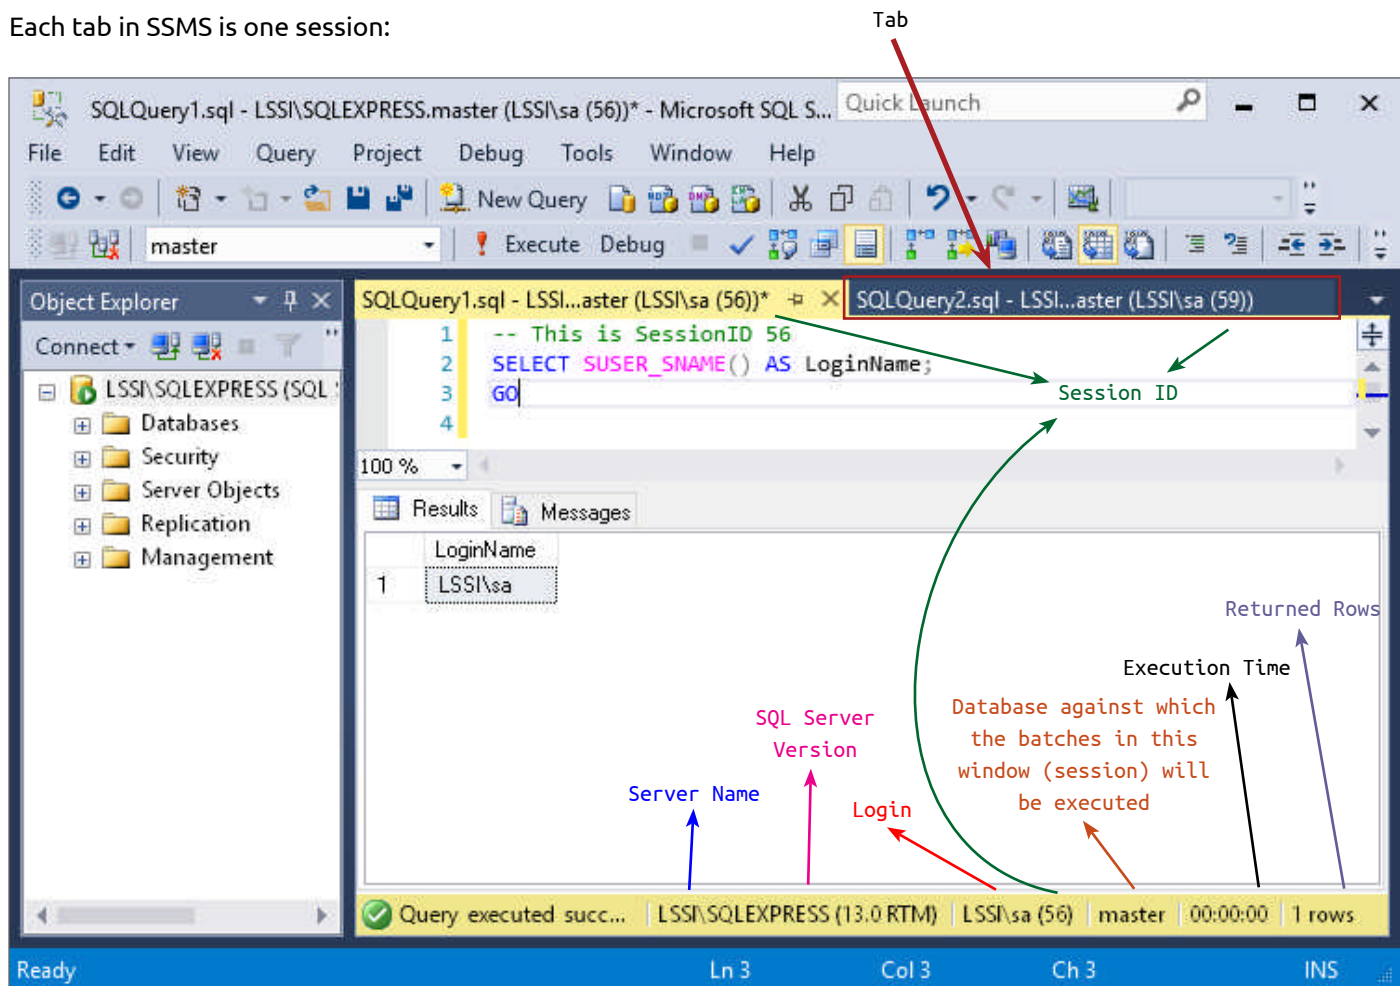 Each tab in SSMS is one session:
Tab
SQLQuery1.sql - LSSI\SQLEXPRESS.master (LSSI\sa (56))* - Microsoft SQL S...
Quick Launch
File Edit View Query Project Debug Tools Window Help
New Query
master
Execute Debug
Object Explorer
SQLQuery1.sql - LSSI...aster (LSSI\sa (56))*
SQLQuery2.sql - LSSI...aster (LSSI\sa (59))
Connect
LSSI\SQLEXPRESS (SQL
Databases
Security
Server Objects
Replication
Management
1 -- This is SessionID 56
2 SELECT SUSER_SNAME() AS LoginName;
3 GO
4
Session ID
100 %
Results Messages
LoginName
1 LSSI\sa
Returned Rows
Execution Time
Database against which
the batches in this
window (session) will
be executed
SQL Server
Version
Server Name
Login
Query executed succ... LSSI\SQLEXPRESS (13.0 RTM) LSSI\sa (56) master 00:00:00 1 rows
Ready Ln 3 Col 3 Ch 3 INS